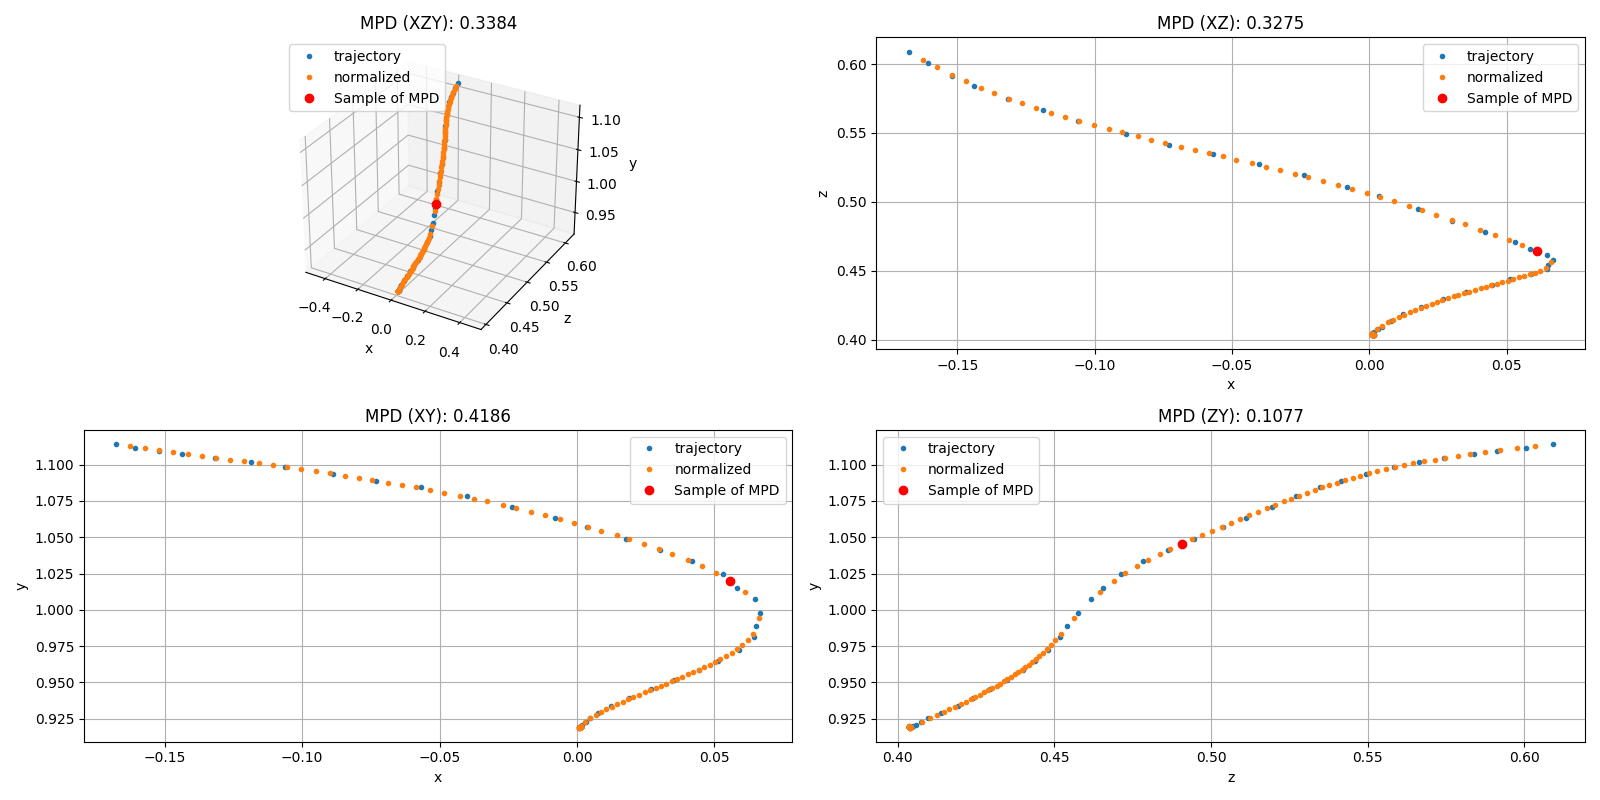 MPD (XZY): 0.3384
trajectory
normalized
Sample of MPD
1.10
1.05
1.00
0.95
y
0.60
0.55
0.50
0.45
0.40
z
−0.4
−0.2
0.0
0.2
0.4
x
MPD (XZ): 0.3275
trajectory
normalized
Sample of MPD
0.60
0.55
0.50
0.45
0.40
z
−0.15
−0.10
−0.05
0.00
0.05
x
MPD (XY): 0.4186
trajectory
normalized
Sample of MPD
1.100
1.075
1.050
1.025
1.000
0.975
0.950
0.925
y
−0.15
−0.10
−0.05
0.00
0.05
x
MPD (ZY): 0.1077
trajectory
normalized
Sample of MPD
1.100
1.075
1.050
1.025
1.000
0.975
0.950
0.925
y
0.40
0.45
0.50
0.55
0.60
z